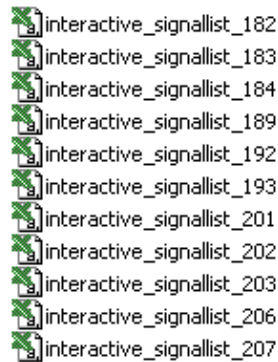 interactive_signallist_182
interactive_signallist_183
interactive_signallist_184
interactive_signallist_189
interactive_signallist_192
interactive_signallist_193
interactive_signallist_201
interactive_signallist_202
interactive_signallist_203
interactive_signallist_206
interactive_signallist_207